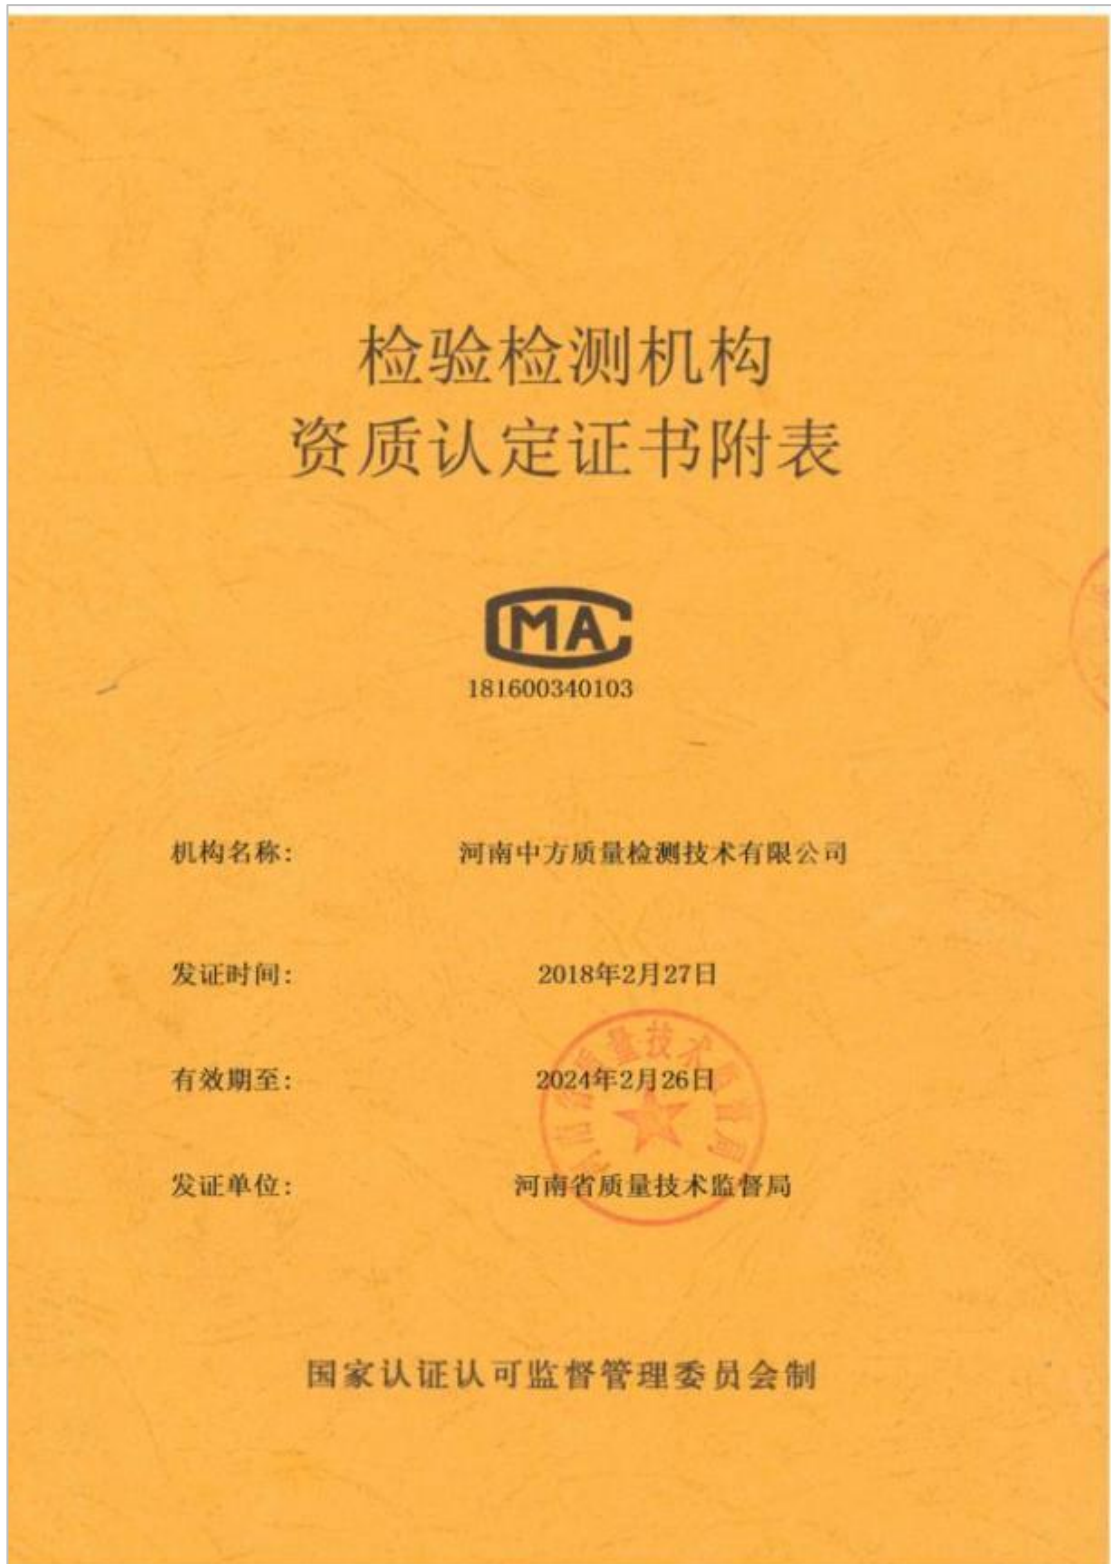 检验检测机构
资质认定证书附表
CMA
181600340103
机构名称: 河南中方质量检测技术有限公司
发证时间: 2018年2月27日
有效期至: 2024年2月26日
发证单位: 河南省质量技术监督局
国家认证认可监督管理委员会制